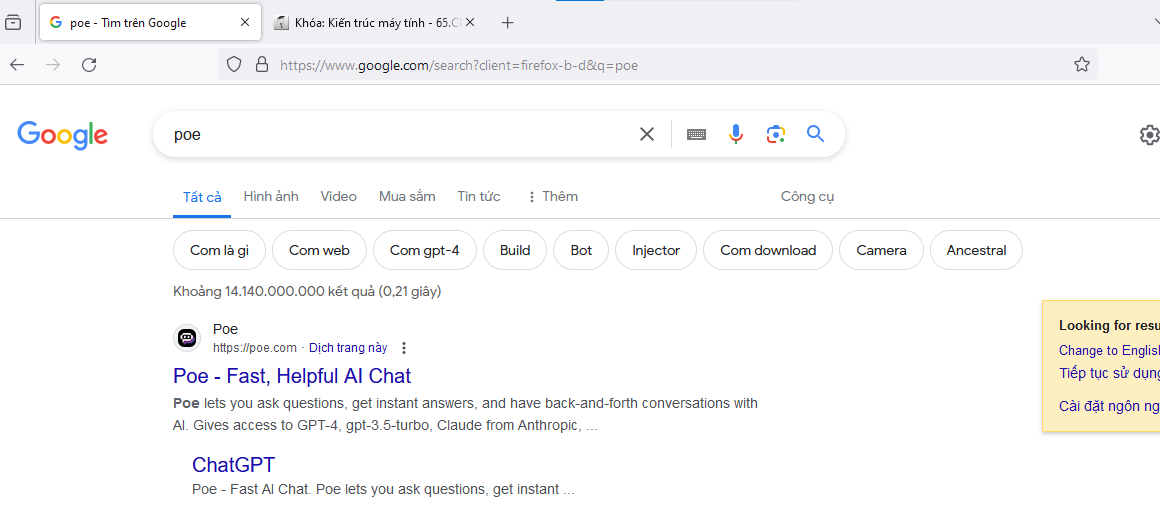 poe - Tìm trên Google
Khóa: Kiến trúc máy tính - 65.C
https://www.google.com/search?client=firefox-b-d&q=poe
Google
poe
Tất cả Hình ảnh Video Mua sắm Tin tức Thêm Công cụ
Com là gì Com web Com gpt-4 Build Bot Injector Com download Camera Ancestral
Khoảng 14.140.000.000 kết quả (0,21 giây)
Poe
https://poe.com · Dịch trang này
Poe - Fast, Helpful AI Chat
Poe lets you ask questions, get instant answers, and have back-and-forth conversations with
AI. Gives access to GPT-4, gpt-3.5-turbo, Claude from Anthropic, ...
ChatGPT
Poe - Fast AI Chat. Poe lets you ask questions, get instant ...
Looking for resu
Change to English
Tiếp tục sử dụng
Cài đặt ngôn ng